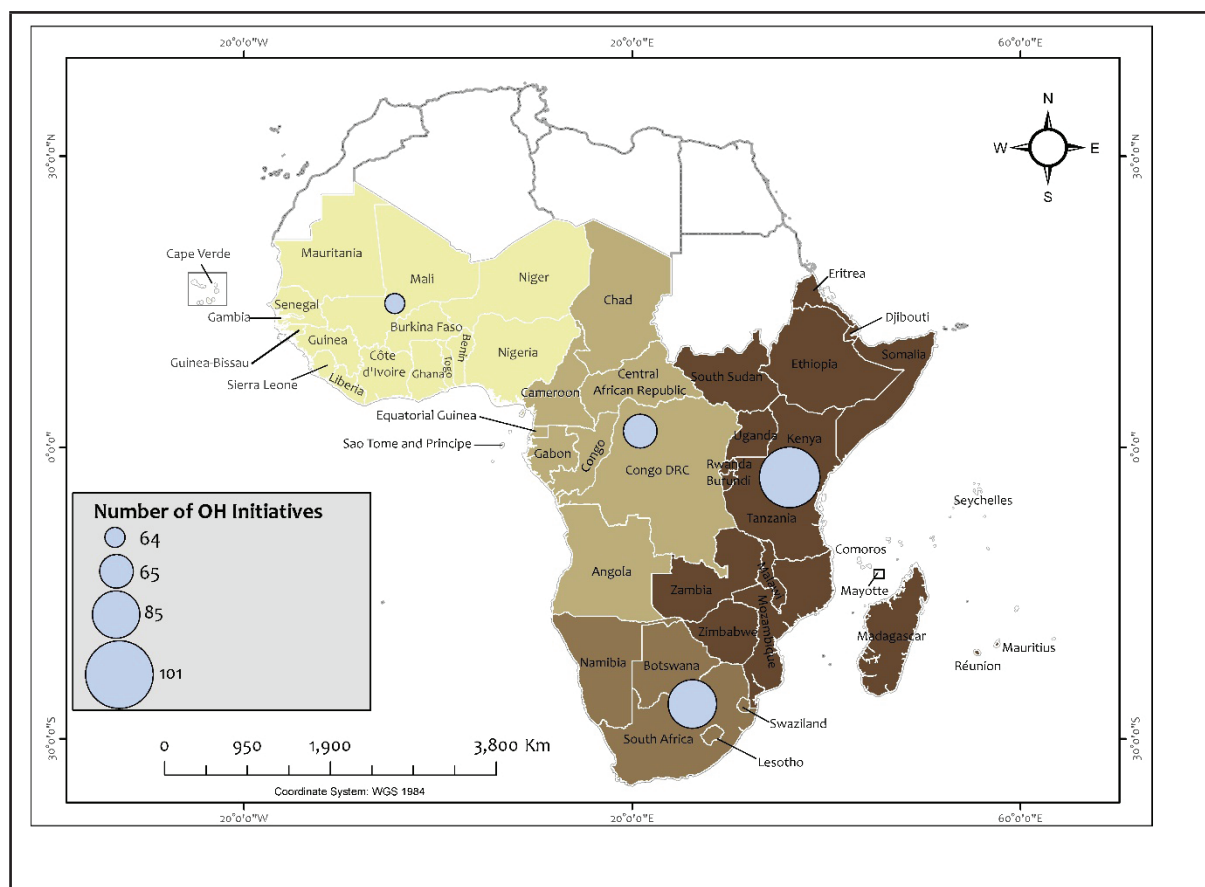 20°0'0"W
20°0'0"E
60°0'0"E
N
W
E
S
30°0'0"N
30°0'0"N
Cape Verde
Mauritania
Mali
Niger
Chad
Eritrea
Senegal
Gambia
Burkina Faso
Djibouti
Guinea
Benin
Nigeria
Guinea-Bissau
Côte
d'Ivoire
Ghana
Togo
Sierra Leone
Liberia
Central
African Republic
South Sudan
Ethiopia
Somalia
Cameroon
Equatorial Guinea
Sao Tome and Principe
Gabon
Congo
Congo DRC
Uganda
Kenya
Rwanda
Burundi
Tanzania
0°0'0"
0°0'0"
Seychelles
Number of OH Initiatives
64
65
85
101
Angola
Zambia
Malawi
Comoros
Mayotte
Zimbabwe
Mozambique
Madagascar
Mauritius
Réunion
Namibia
Botswana
South Africa
Swaziland
Lesotho
30°0'0"S
30°0'0"S
0 950 1,900 3,800 Km
Coordinate System: WGS 1984
20°0'0"W
20°0'0"E
60°0'0"E